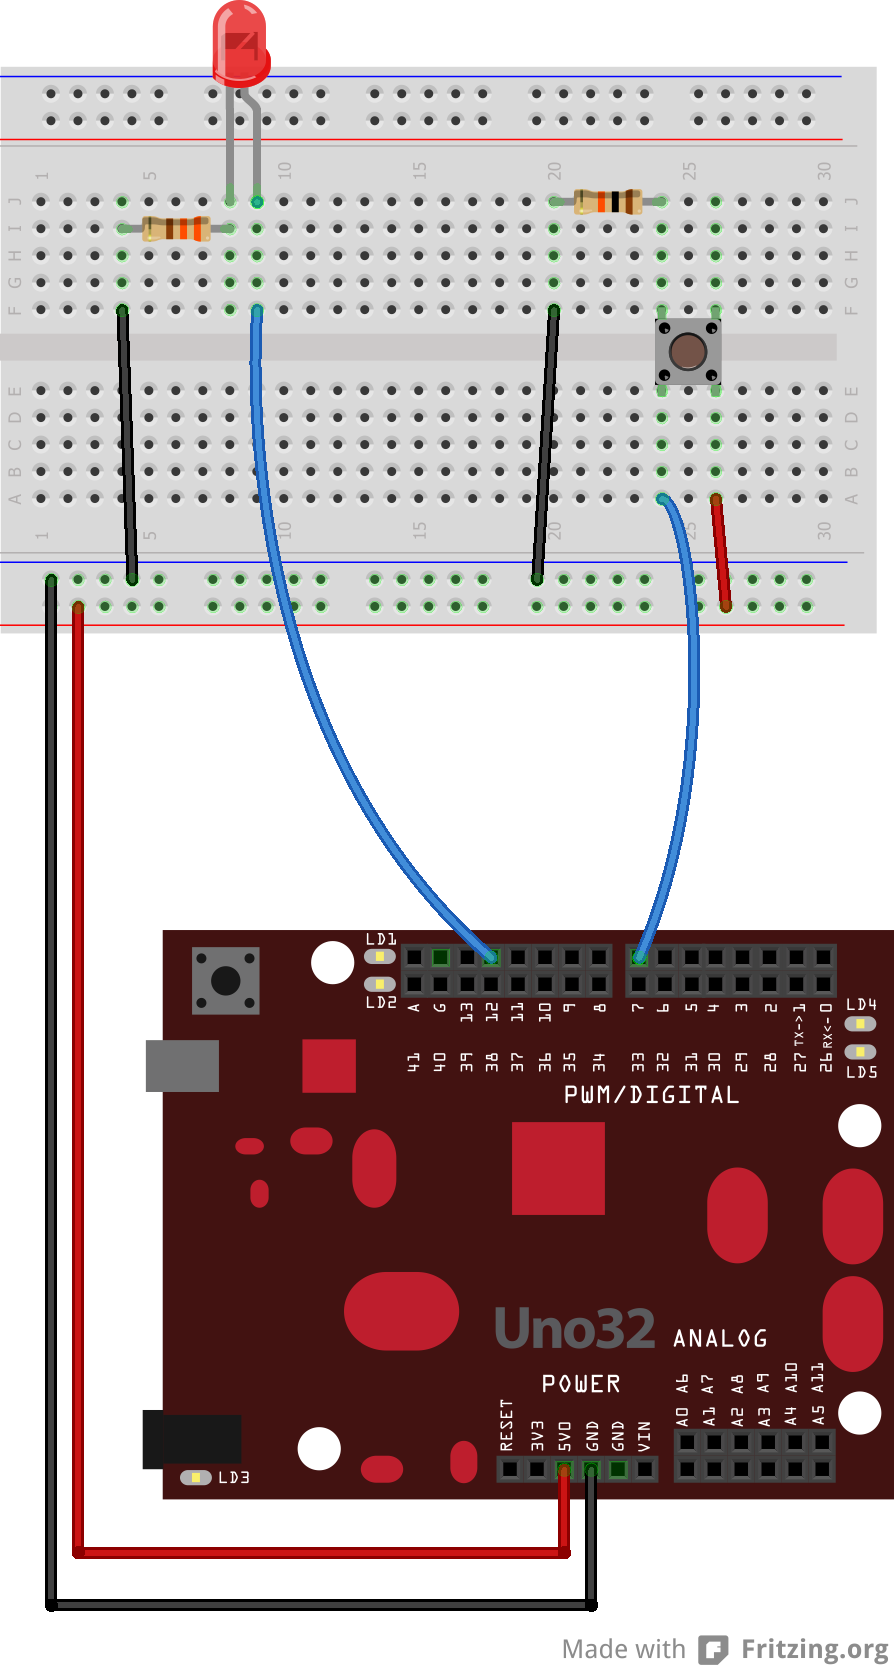 1 5 10 15 20 25 30
J J
I I
H H
G G
F F
E E
D D
C C
B B
A A
1 5 10 15 20 25 30
LD1
LD2
A G 13 12 11 10 9 8 7 6 5 4 3 2 TX->1 RX<-0
LD4
41 40 39 38 37 36 35 34 33 32 31 30 29 28 27 26
LD5
PWM/DIGITAL
Uno32
ANALOG
POWER
A6 A7 A8 A9 A10 A11
A0 A1 A2 A3 A4 A5
RESET 3V3 5V0 GND GND VIN
LD3
Made with Fritzing.org